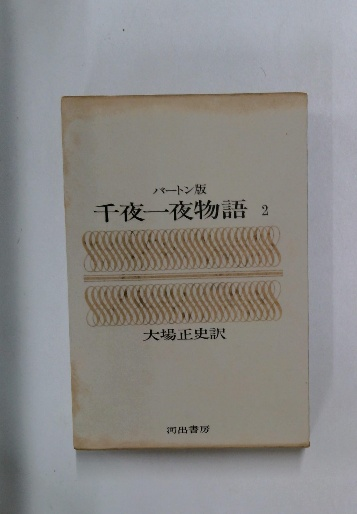 バートン版
千夜一夜物語 2
大場正史訳
河出書房